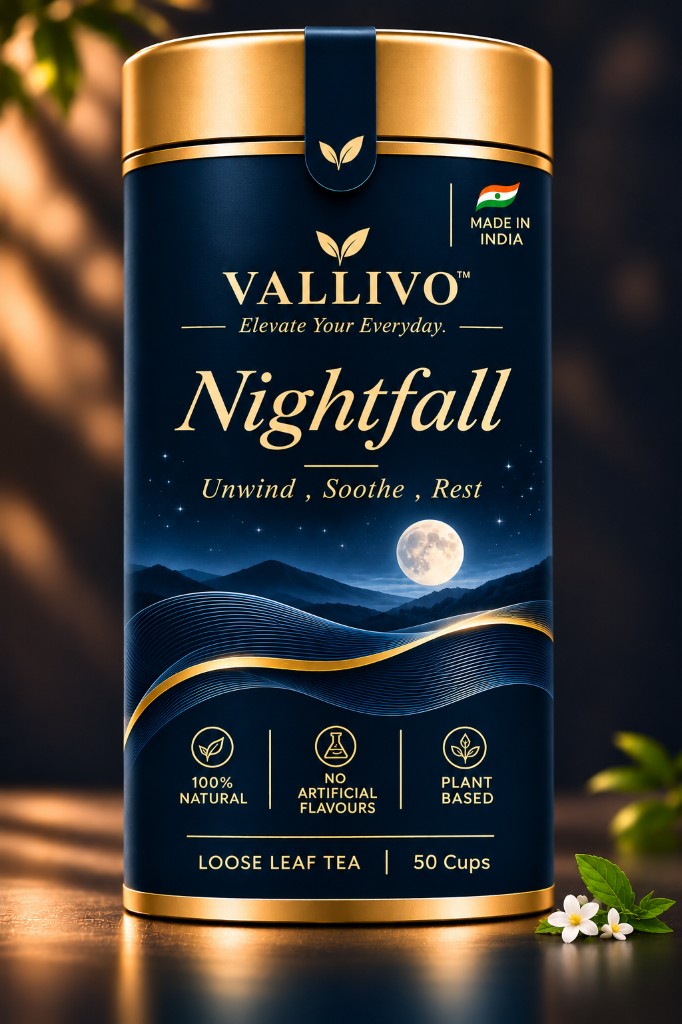 MADE IN
INDIA
VALLIVO™
Elevate Your Everyday.
Nightfall
Unwind , Soothe , Rest
100%
NATURAL
NO
ARTIFICIAL
FLAVOURS
PLANT
BASED
LOOSE LEAF TEA | 50 Cups